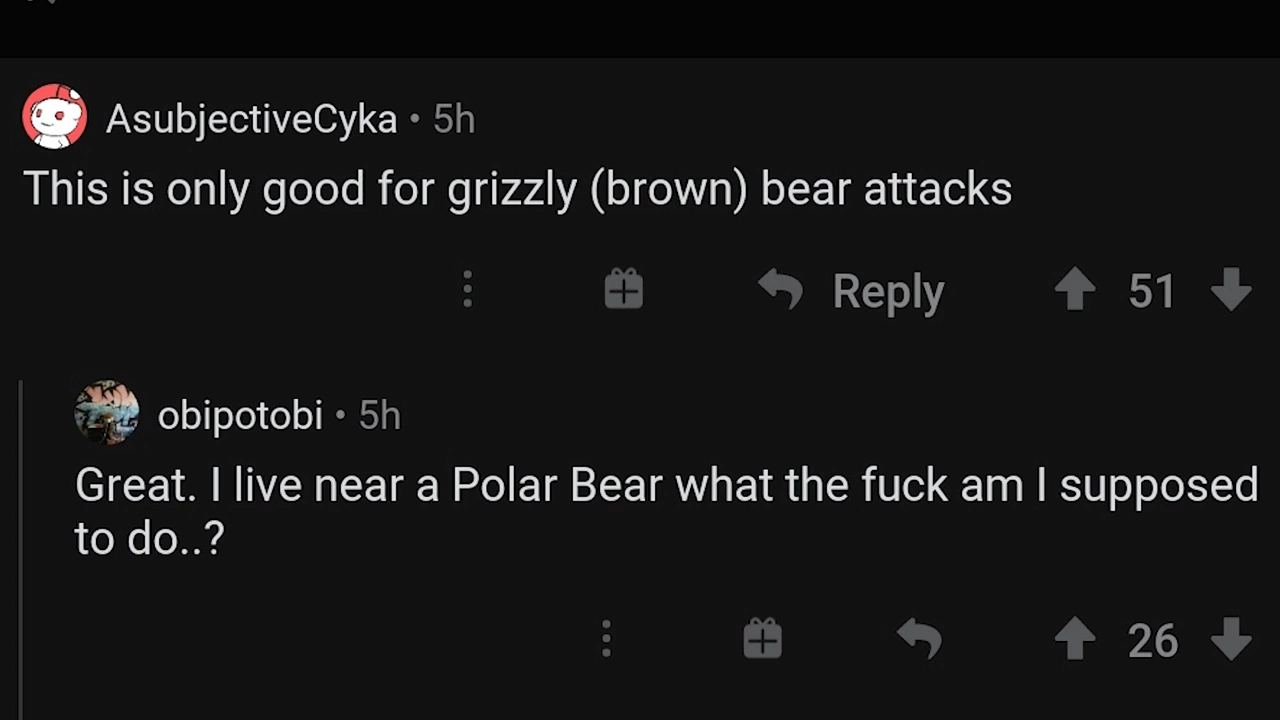 AsubjectiveCyka • 5h
This is only good for grizzly (brown) bear attacks
Reply 51
obipotobi • 5h
Great. I live near a Polar Bear what the fuck am I supposed
to do..?
26